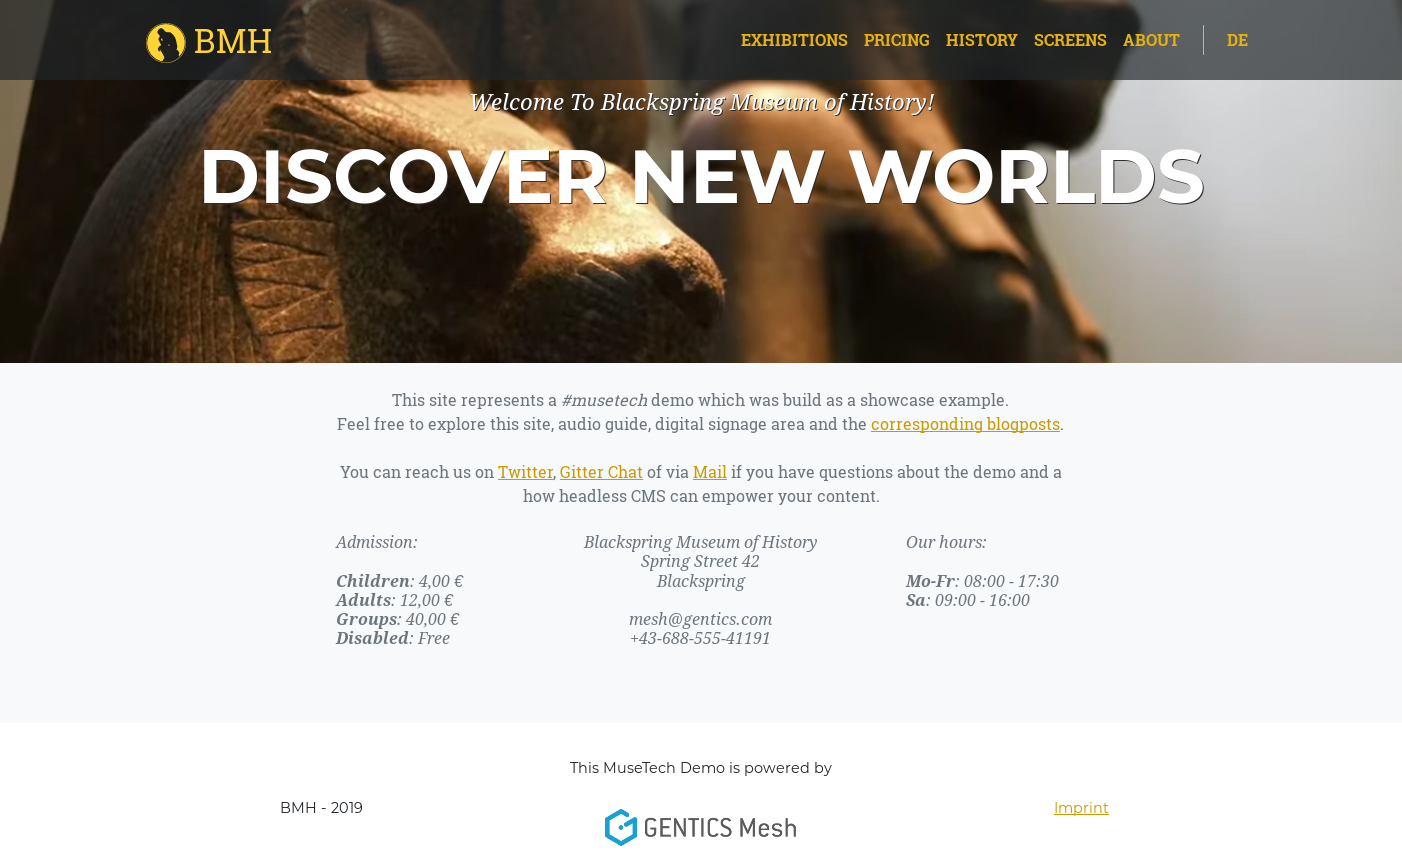 BMH
EXHIBITIONS PRICING HISTORY SCREENS ABOUT DE
Welcome To Blackspring Museum of History!
DISCOVER NEW WORLDS
This site represents a #musetech demo which was build as a showcase example.
Feel free to explore this site, audio guide, digital signage area and the corresponding blogposts.
You can reach us on Twitter, Gitter Chat of via Mail if you have questions about the demo and a
how headless CMS can empower your content.
Admission:
Children: 4,00 €
Adults: 12,00 €
Groups: 40,00 €
Disabled: Free
Blackspring Museum of History
Spring Street 42
Blackspring
mesh@gentics.com
+43-688-555-41191
Our hours:
Mo-Fr: 08:00 - 17:30
Sa: 09:00 - 16:00
This MuseTech Demo is powered by
BMH - 2019
GENTICS Mesh
Imprint